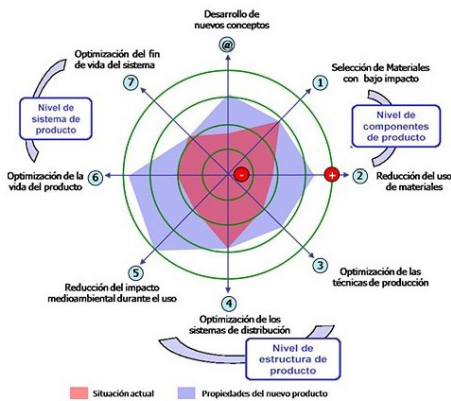 Desarrollo de
nuevos conceptos
@
Optimización del fin
de vida del sistema
7
1
Selección de Materiales
con bajo impacto
Nivel de
sistema de
producto
Nivel de
componentes
de producto
Optimización de la
vida del producto
6
-
+
2
Reducción del uso
de materiales
5
Reducción del impacto
medioambiental durante el uso
3
Optimización de las
técnicas de producción
4
Optimización de los
sistemas de distribución
Nivel de
estructura de
producto
Situación actual
Propiedades del nuevo producto